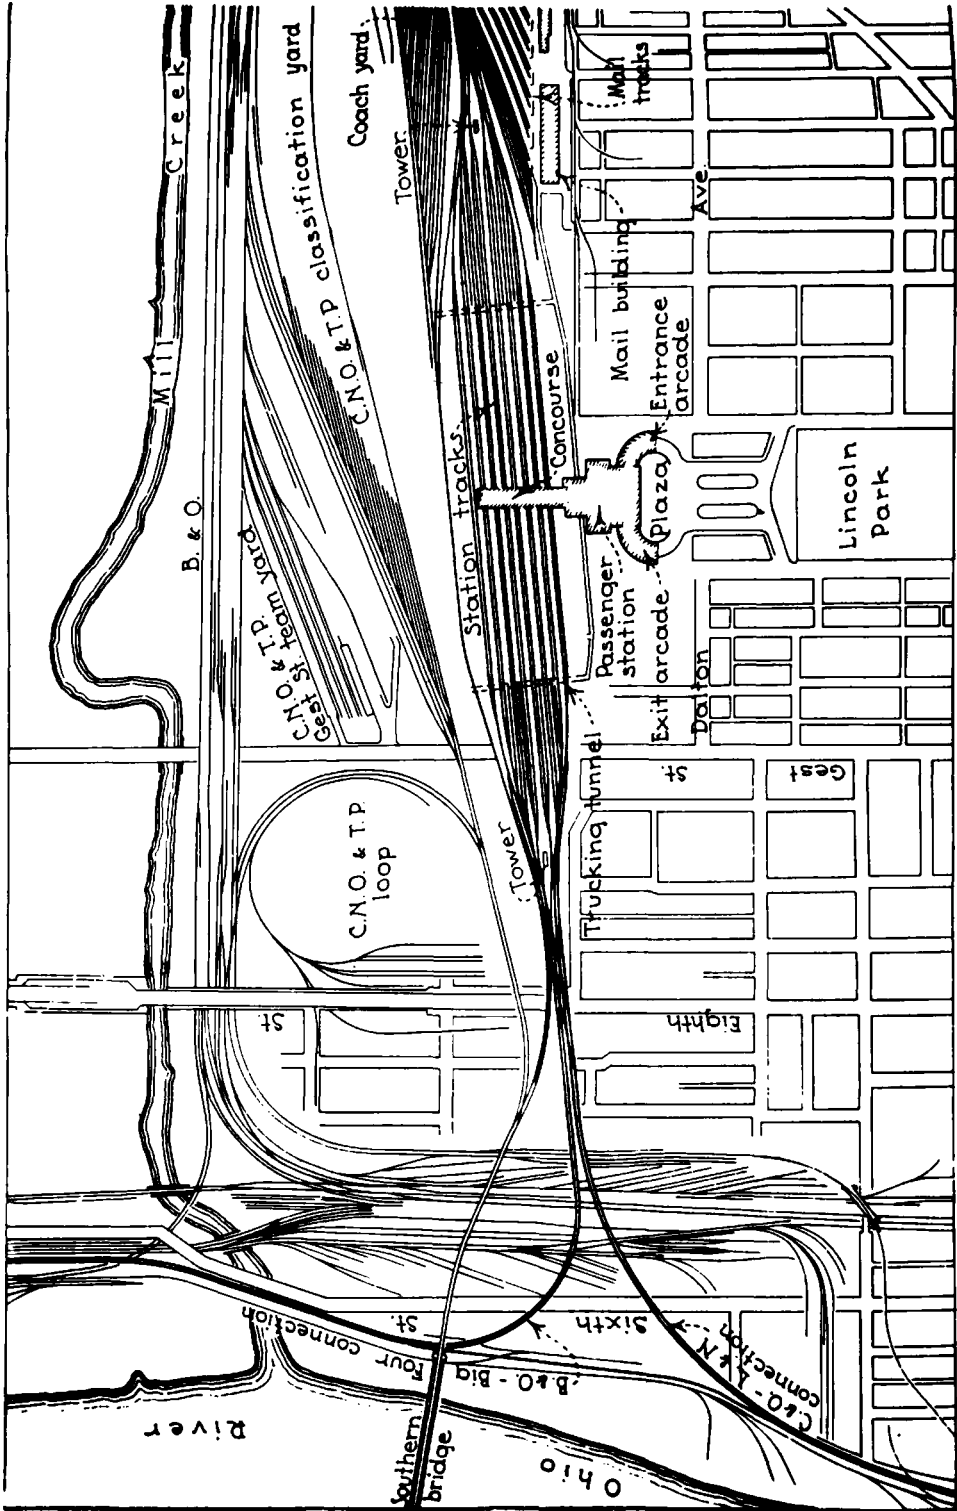 Mill Creek
B. & O.
C.N.O. & T.P. classification yard
Coach yard
Tower
Mail
tracks
Mail building
Ave.
Entrance
arcade
Concourse
Station tracks
C.N.O. & T.P.
Gest St. team yard
Plaza
Lincoln
Park
Passenger
station
Exit arcade
Dalton
Trucking tunnel
Gest St.
C.N.O. & T.P.
loop
Tower
Eighth St.
Sixth St.
B.&O.-Big Four connection
C.&O.-L.&N.
connection
Southern
bridge
Ohio River